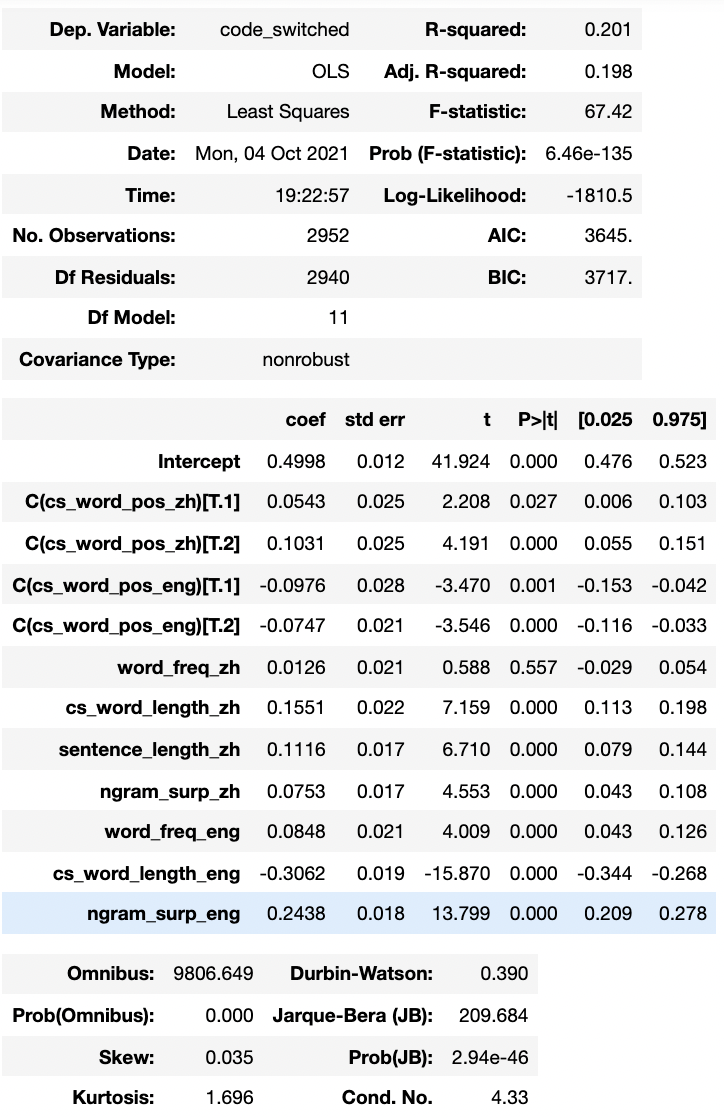 Dep. Variable: code_switched R-squared: 0.201
Model: OLS Adj. R-squared: 0.198
Method: Least Squares F-statistic: 67.42
Date: Mon, 04 Oct 2021 Prob (F-statistic): 6.46e-135
Time: 19:22:57 Log-Likelihood: -1810.5
No. Observations: 2952 AIC: 3645.
Df Residuals: 2940 BIC: 3717.
Df Model: 11
Covariance Type: nonrobust
coef std err t P>|t| [0.025 0.975]
Intercept 0.4998 0.012 41.924 0.000 0.476 0.523
C(cs_word_pos_zh)[T.1] 0.0543 0.025 2.208 0.027 0.006 0.103
C(cs_word_pos_zh)[T.2] 0.1031 0.025 4.191 0.000 0.055 0.151
C(cs_word_pos_eng)[T.1] -0.0976 0.028 -3.470 0.001 -0.153 -0.042
C(cs_word_pos_eng)[T.2] -0.0747 0.021 -3.546 0.000 -0.116 -0.033
word_freq_zh 0.0126 0.021 0.588 0.557 -0.029 0.054
cs_word_length_zh 0.1551 0.022 7.159 0.000 0.113 0.198
sentence_length_zh 0.1116 0.017 6.710 0.000 0.079 0.144
ngram_surp_zh 0.0753 0.017 4.553 0.000 0.043 0.108
word_freq_eng 0.0848 0.021 4.009 0.000 0.043 0.126
cs_word_length_eng -0.3062 0.019 -15.870 0.000 -0.344 -0.268
ngram_surp_eng 0.2438 0.018 13.799 0.000 0.209 0.278
Omnibus: 9806.649 Durbin-Watson: 0.390
Prob(Omnibus): 0.000 Jarque-Bera (JB): 209.684
Skew: 0.035 Prob(JB): 2.94e-46
Kurtosis: 1.696 Cond. No. 4.33